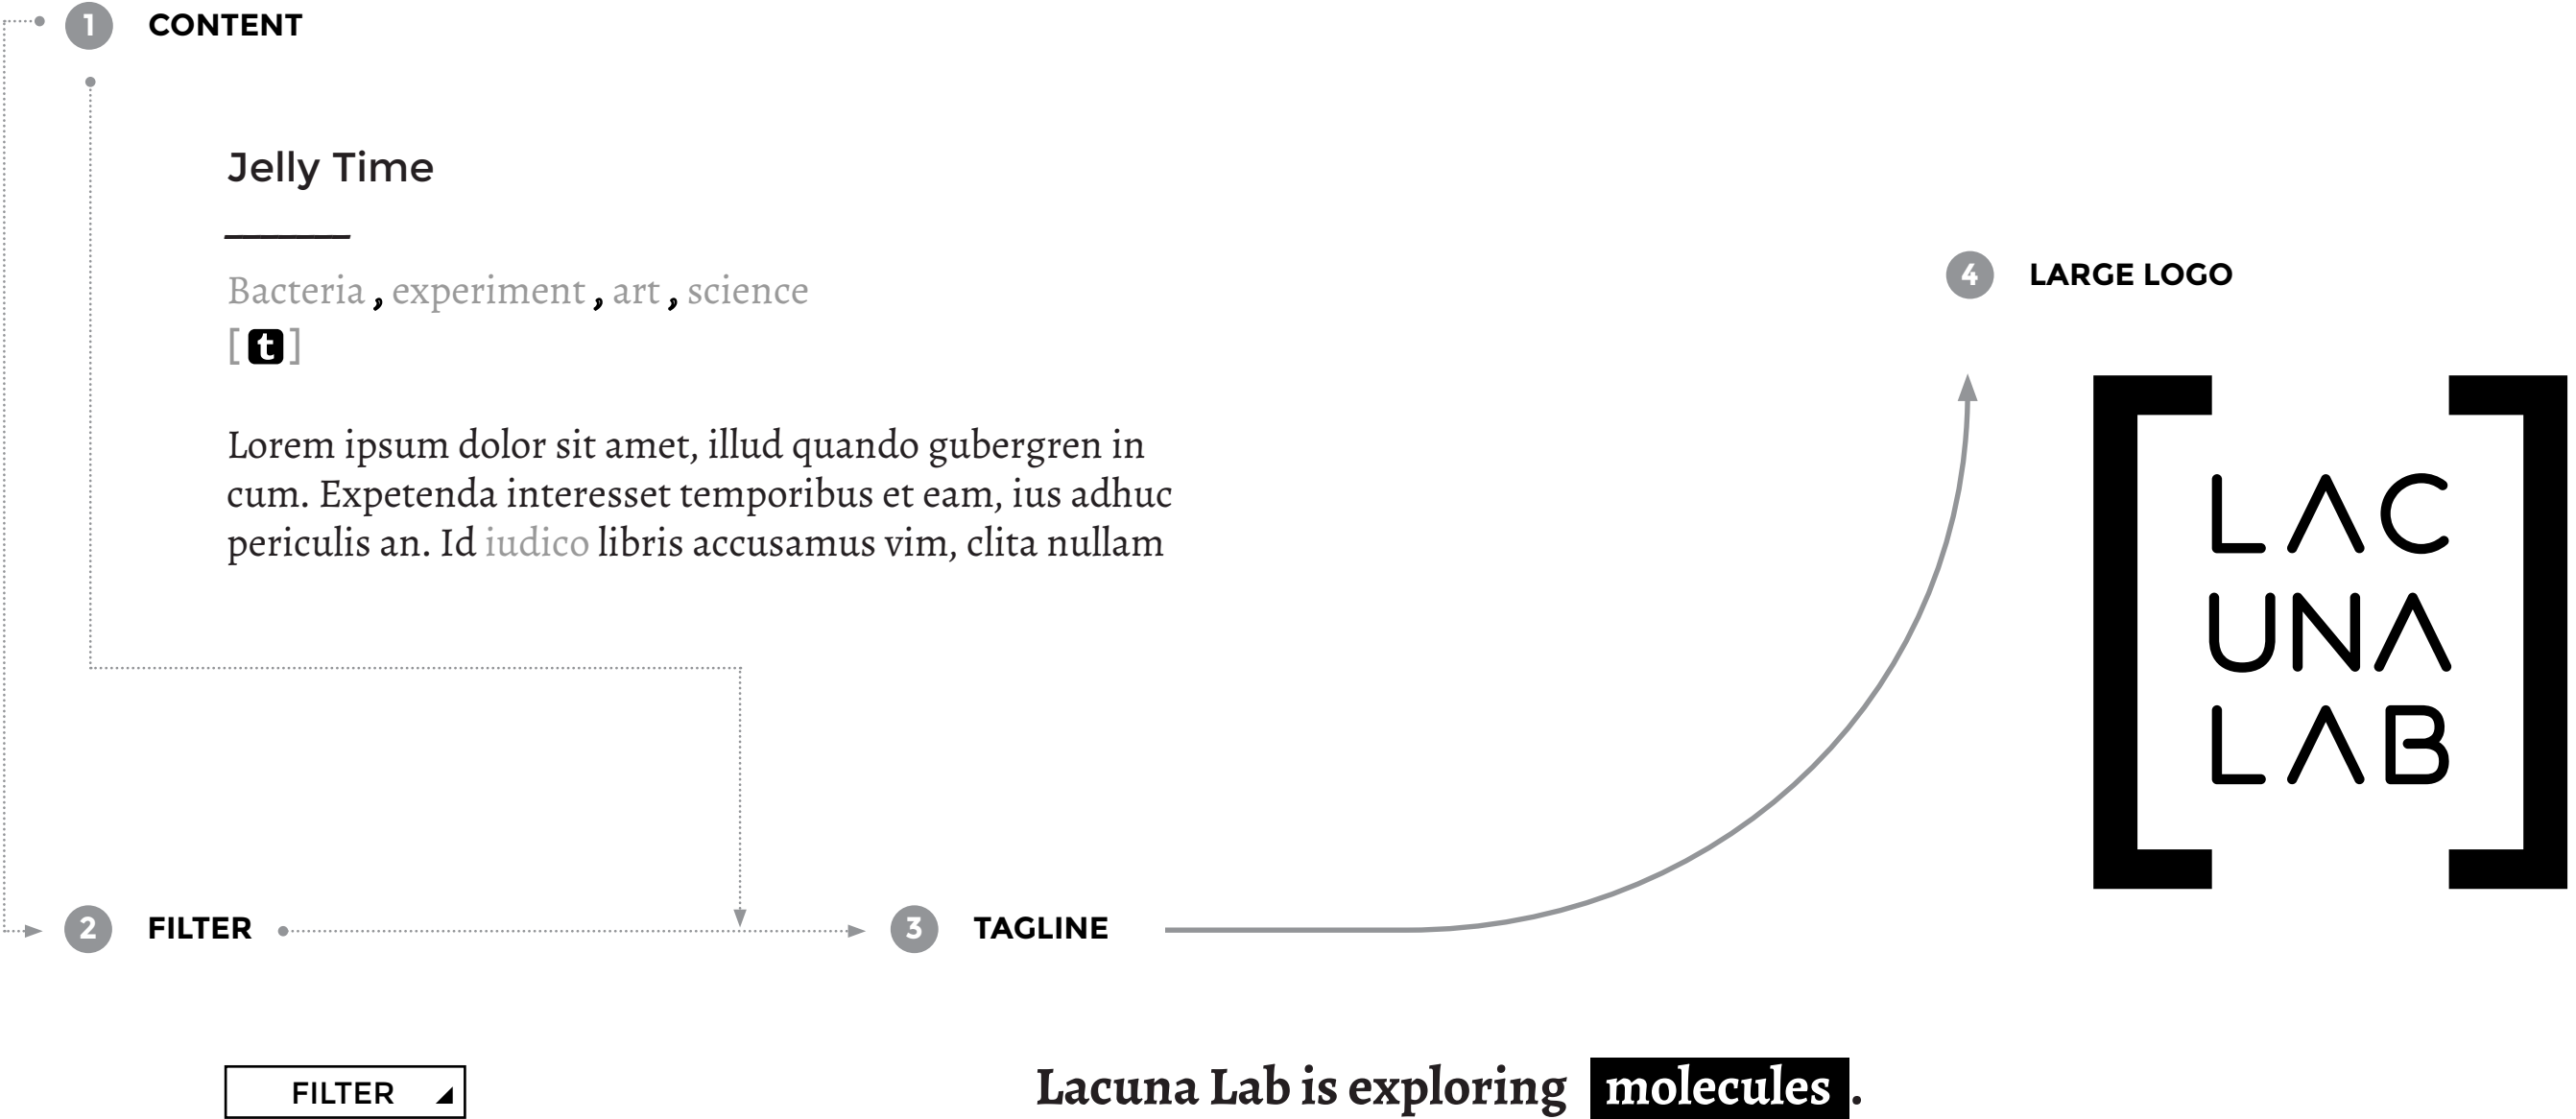 1 CONTENT
Jelly Time
Bacteria , experiment , art , science
[ t ]
Lorem ipsum dolor sit amet, illud quando gubergren in
cum. Expetenda interesset temporibus et eam, ius adhuc
periculis an. Id iudico libris accusamus vim, clita nullam
4 LARGE LOGO
LAC
UNA
LAB
2 FILTER
3 TAGLINE
FILTER
Lacuna Lab is exploring molecules .